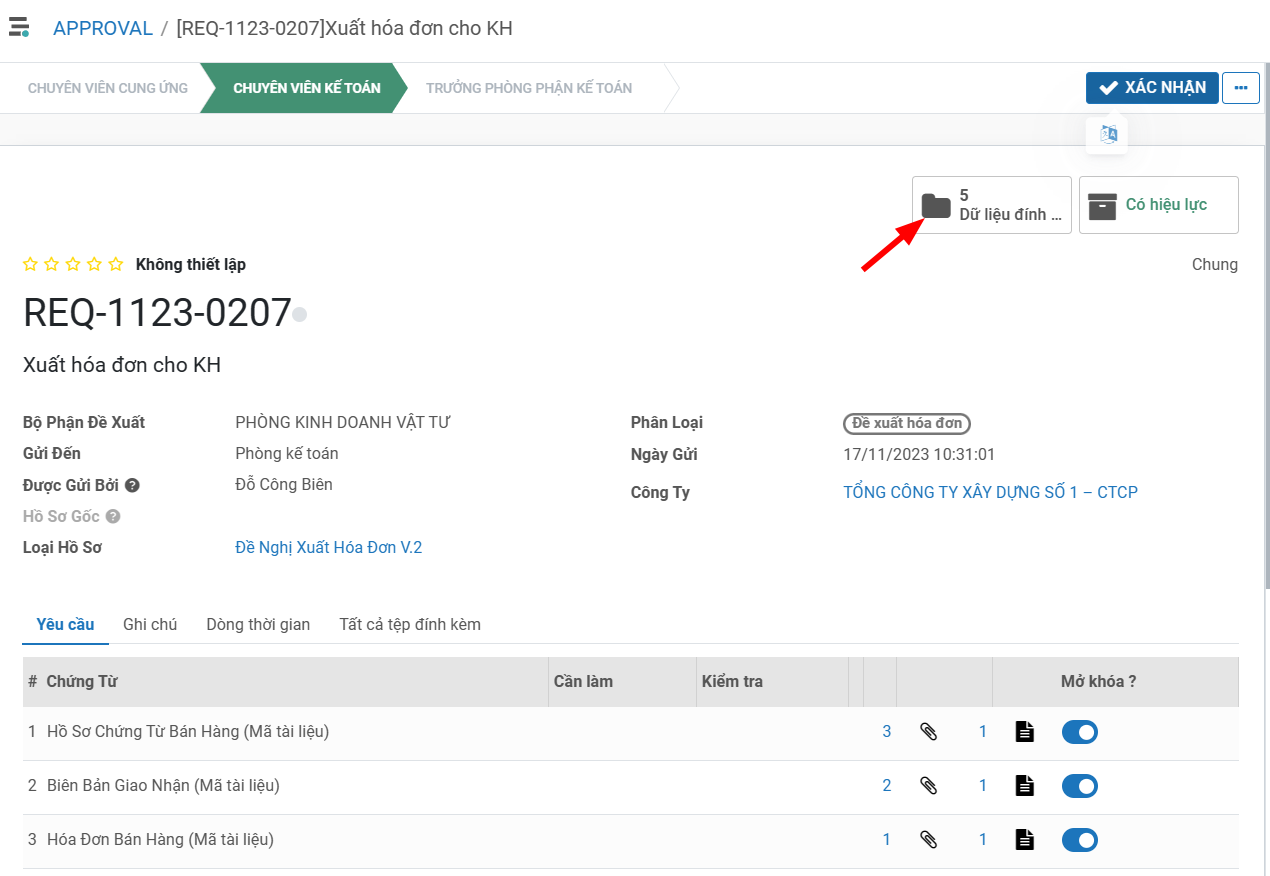 APPROVAL / [REQ-1123-0207]Xuất hóa đơn cho KH
CHUYÊN VIÊN CUNG ỨNG CHUYÊN VIÊN KẾ TOÁN TRƯỞNG PHÒNG PHẬN KẾ TOÁN XÁC NHẬN ...
5
Dữ liệu đính ...
Có hiệu lực
Không thiết lập Chung
REQ-1123-0207
Xuất hóa đơn cho KH
Bộ Phận Đề Xuất PHÒNG KINH DOANH VẬT TƯ Phân Loại Đề xuất hóa đơn
Gửi Đến Phòng kế toán Ngày Gửi 17/11/2023 10:31:01
Được Gửi Bởi ? Đỗ Công Biên Công Ty TỔNG CÔNG TY XÂY DỰNG SỐ 1 – CTCP
Hồ Sơ Gốc ?
Loại Hồ Sơ Đề Nghị Xuất Hóa Đơn V.2
Yêu cầu Ghi chú Dòng thời gian Tất cả tệp đính kèm
# Chứng Từ Cần làm Kiểm tra Mở khóa ?
1 Hồ Sơ Chứng Từ Bán Hàng (Mã tài liệu) 3 1
2 Biên Bản Giao Nhận (Mã tài liệu) 2 1
3 Hóa Đơn Bán Hàng (Mã tài liệu) 1 1